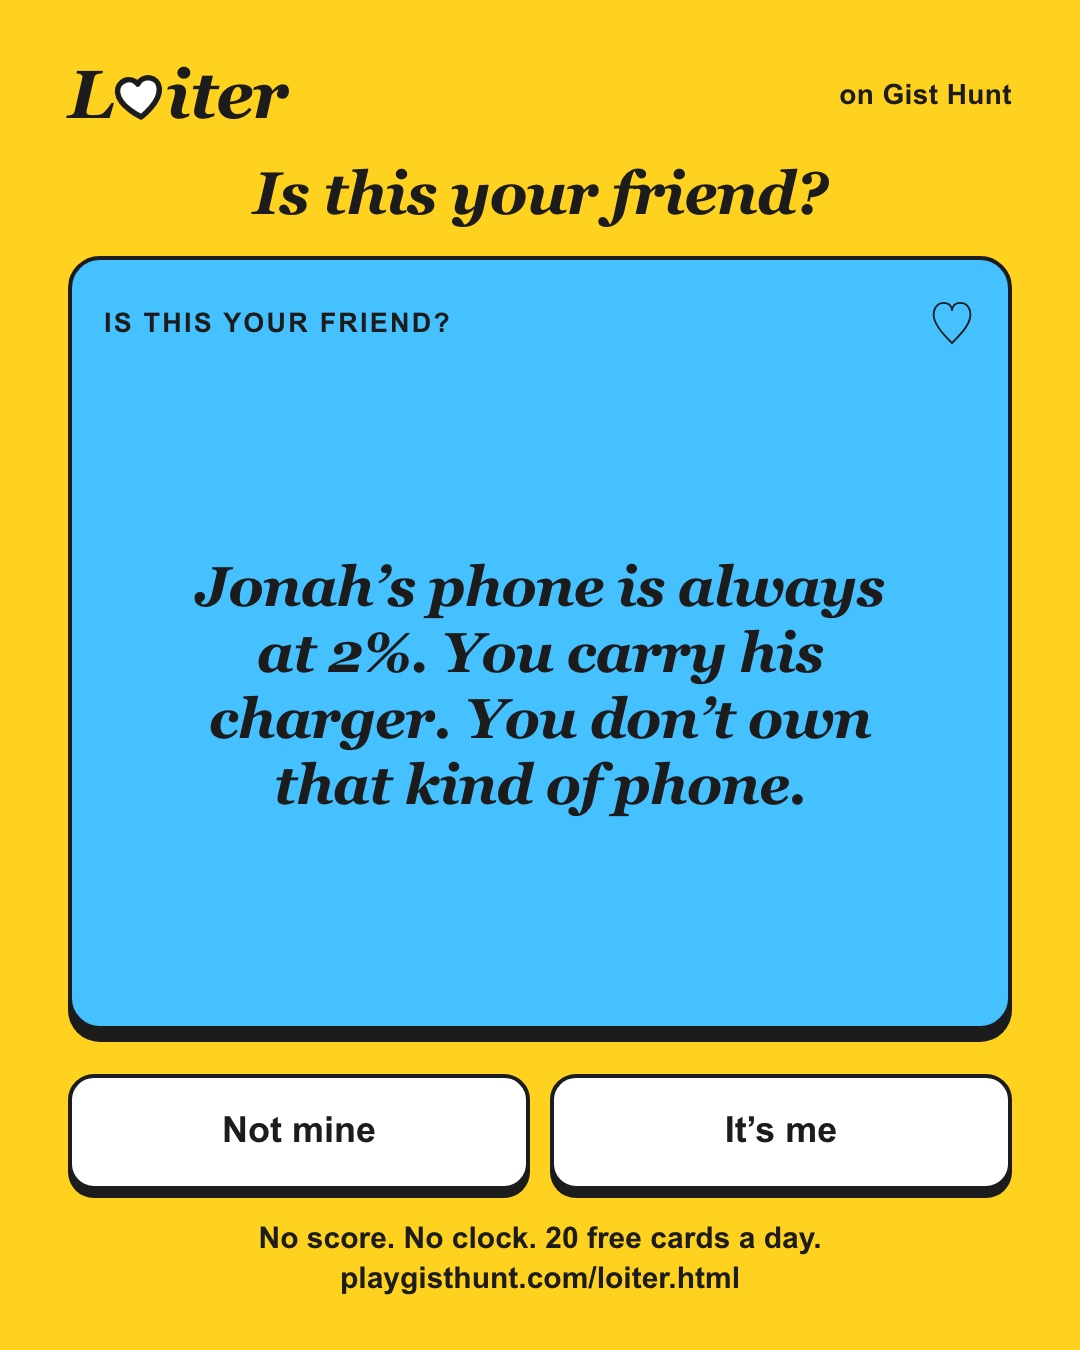 Loiter
on Gist Hunt
Is this your friend?
IS THIS YOUR FRIEND?
Jonah’s phone is always
at 2%. You carry his
charger. You don’t own
that kind of phone.
Not mine
It’s me
No score. No clock. 20 free cards a day.
playgisthunt.com/loiter.html